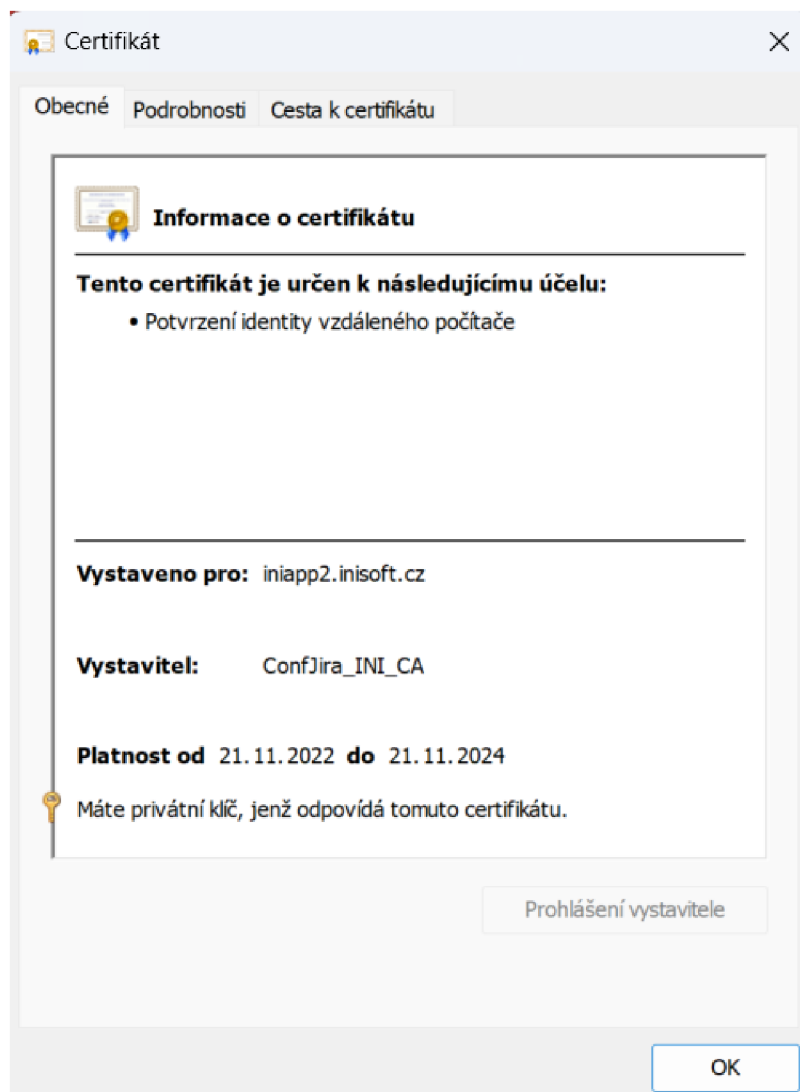 Certifikát
Obecné Podrobnosti Cesta k certifikátu
Informace o certifikátu
Tento certifikát je určen k následujícímu účelu:
• Potvrzení identity vzdáleného počítače
Vystaveno pro: iniapp2.inisoft.cz
Vystavitel: ConfJira_INI_CA
Platnost od 21.11.2022 do 21.11.2024
Máte privátní klíč, jenž odpovídá tomuto certifikátu.
Prohlášení vystavitele
OK